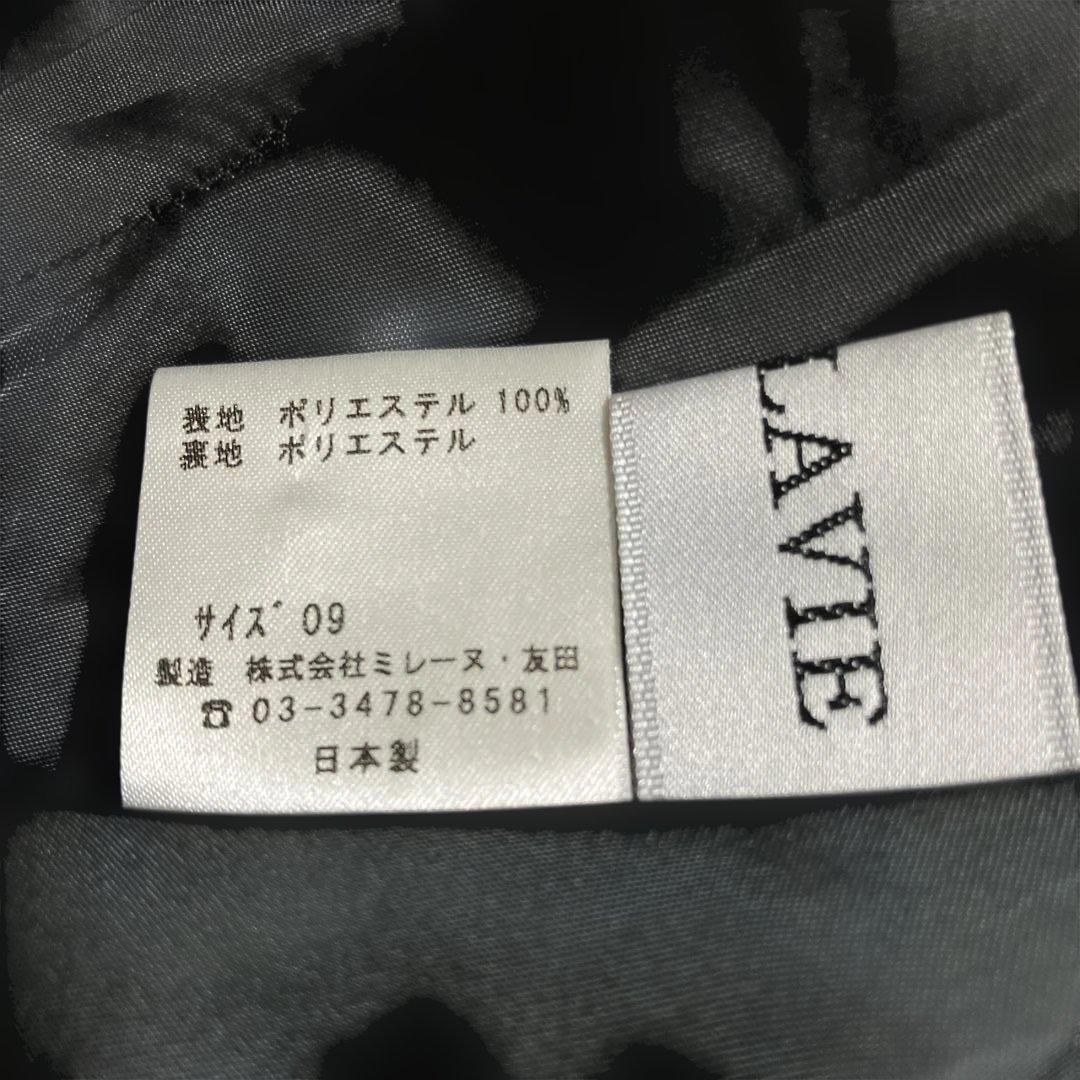 表地 ポリエステル 100%
裏地 ポリエステル
サイズ 09
製造 株式会社ミレーヌ・友田
☎ 03-3478-8581
日本製
LAVIE